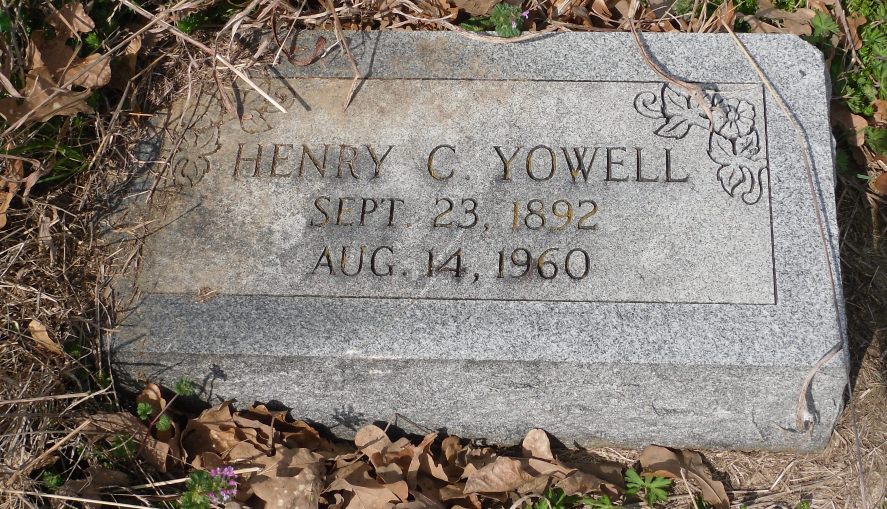 HENRY C. YOWELL
SEPT. 23, 1892
AUG. 14, 1960